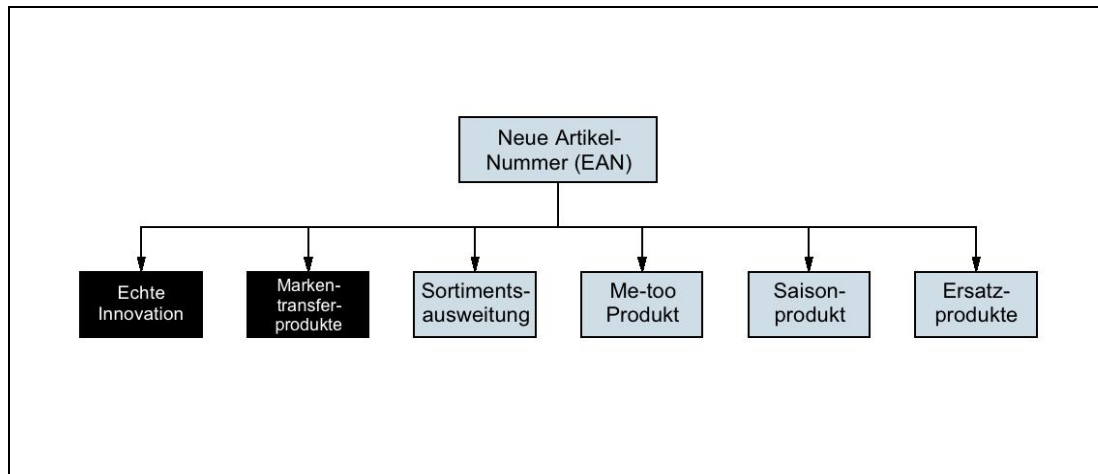 Neue Artikel-
Nummer (EAN)
Echte
Innovation
Marken-
transfer-
produkte
Sortiments-
ausweitung
Me-too
Produkt
Saison-
produkt
Ersatz-
produkte